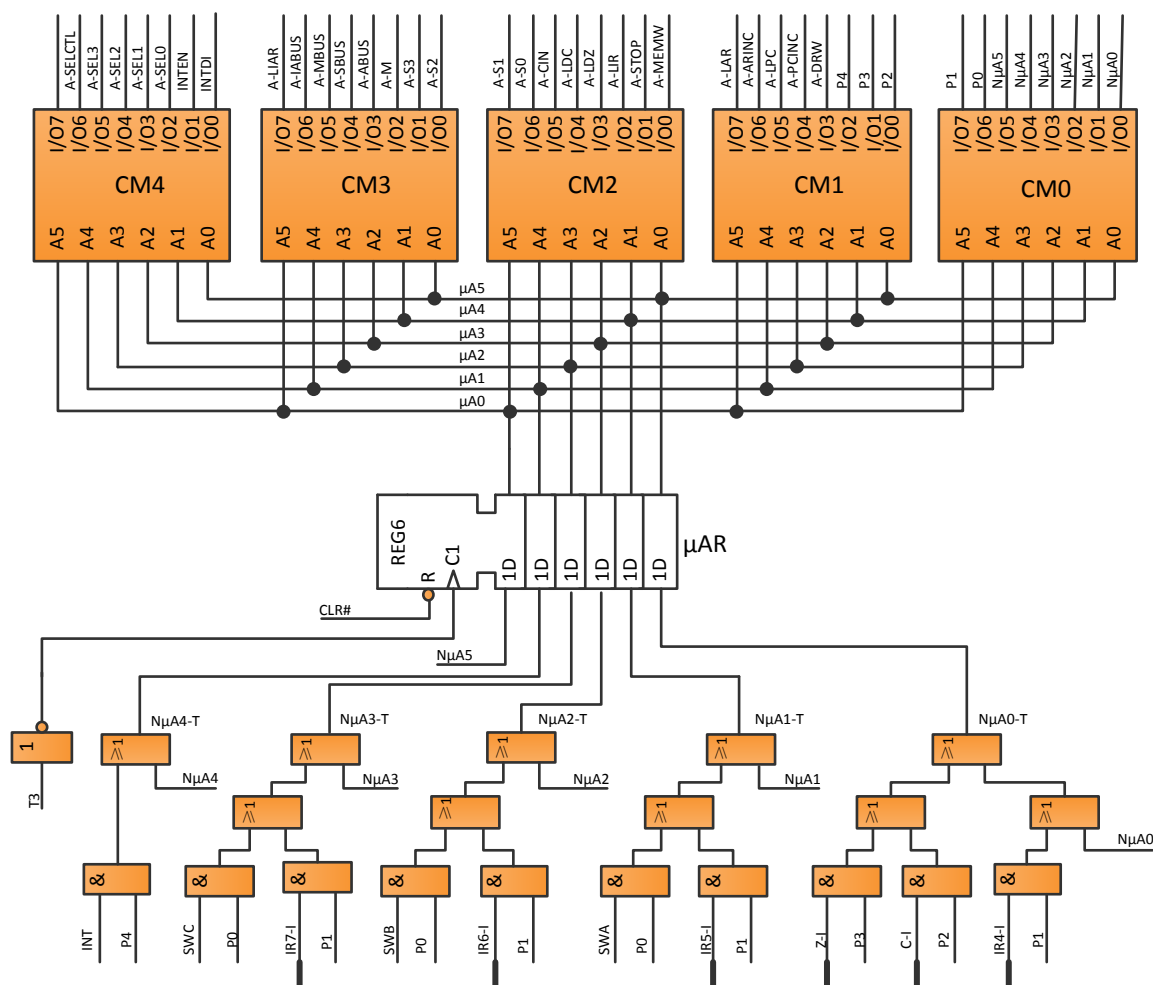 A-SELCTL A-SEL3 A-SEL2 A-SEL1 A-SEL0 INTEN INTDI
A-LIAR A-IABUS A-MBUS A-SBUS A-ABUS A-M A-S3 A-S2
A-S1 A-S0 A-CIN A-LDC A-LDZ A-LIR A-STOP A-MEMW
A-LAR A-ARINC A-LPC A-PCINC A-DRW P4 P3 P2
P1 P0 NμA5 NμA4 NμA3 NμA2 NμA1 NμA0
I/O7 I/O6 I/O5 I/O4 I/O3 I/O2 I/O1 I/O0
I/O7 I/O6 I/O5 I/O4 I/O3 I/O2 I/O1 I/O0
I/O7 I/O6 I/O5 I/O4 I/O3 I/O2 I/O1 I/O0
I/O7 I/O6 I/O5 I/O4 I/O3 I/O2 I/O1 I/O0
I/O7 I/O6 I/O5 I/O4 I/O3 I/O2 I/O1 I/O0
CM4 CM3 CM2 CM1 CM0
A5 A4 A3 A2 A1 A0
A5 A4 A3 A2 A1 A0
A5 A4 A3 A2 A1 A0
A5 A4 A3 A2 A1 A0
A5 A4 A3 A2 A1 A0
μA5
μA4
μA3
μA2
μA1
μA0
REG6
R
C1
1D 1D 1D 1D 1D 1D
μAR
CLR#
NμA5
NμA4-T NμA3-T NμA2-T NμA1-T NμA0-T
1 ≥1 ≥1 ≥1 ≥1 ≥1
T3
NμA4 NμA3 NμA2 NμA1
≥1 ≥1 ≥1 ≥1 ≥1
NμA0
& & & & & & & & & &
INT P4 SWC P0 IR7-I P1 SWB P0 IR6-I P1 SWA P0 IR5-I P1 Z-I P3 C-I P2 IR4-I P1